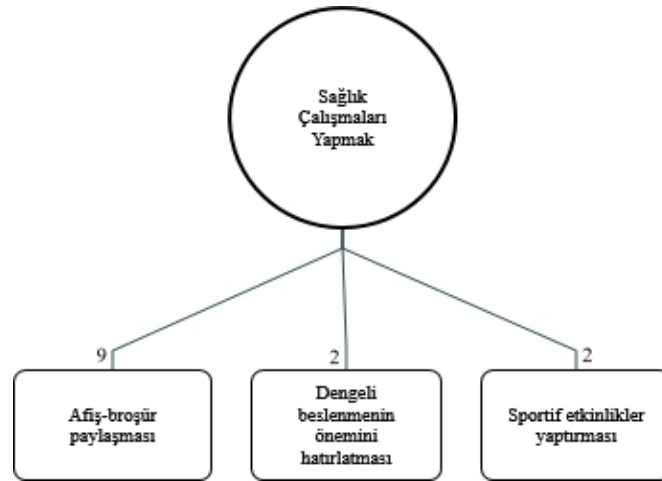 Sağlık
Çalışmaları
Yapmak
9
2
2
Afiş-broşür
paylaşması
Dengeli
beslenmenin
önemini
hatırlatması
Sportif etkinlikler
yaptırması